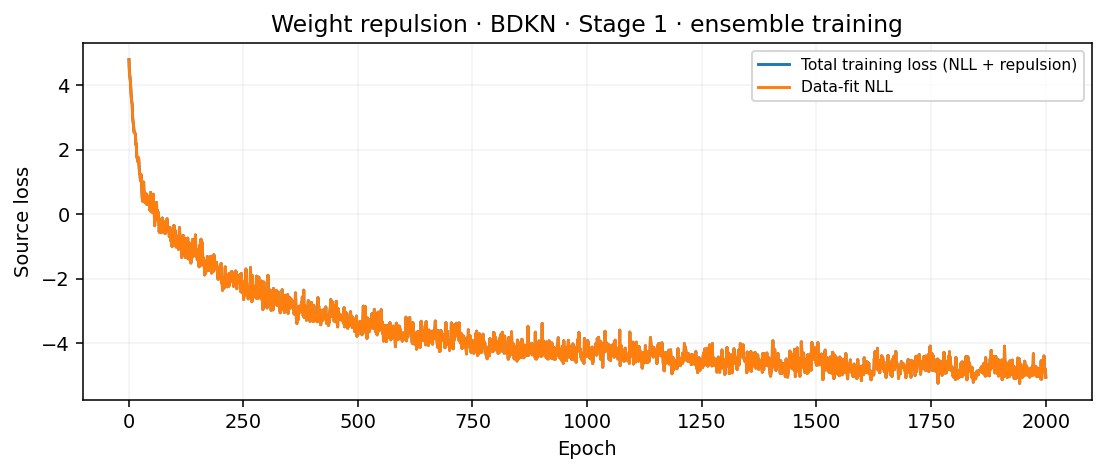 Weight repulsion · BDKN · Stage 1 · ensemble training
Total training loss (NLL + repulsion)
Data-fit NLL
Source loss
4
2
0
−2
−4
0 250 500 750 1000 1250 1500 1750 2000
Epoch